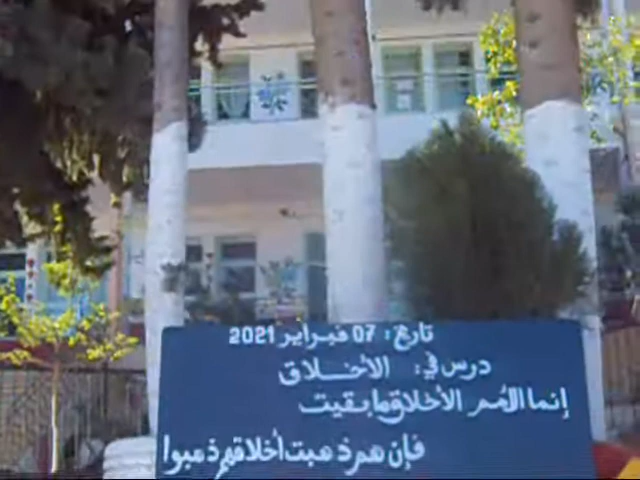 تاريخ: 07 فبراير 2021
درس في: الأخلاق
إنما الأمم الأخلاق ما بقيت
فإن هم ذهبت أخلاقهم ذهبوا